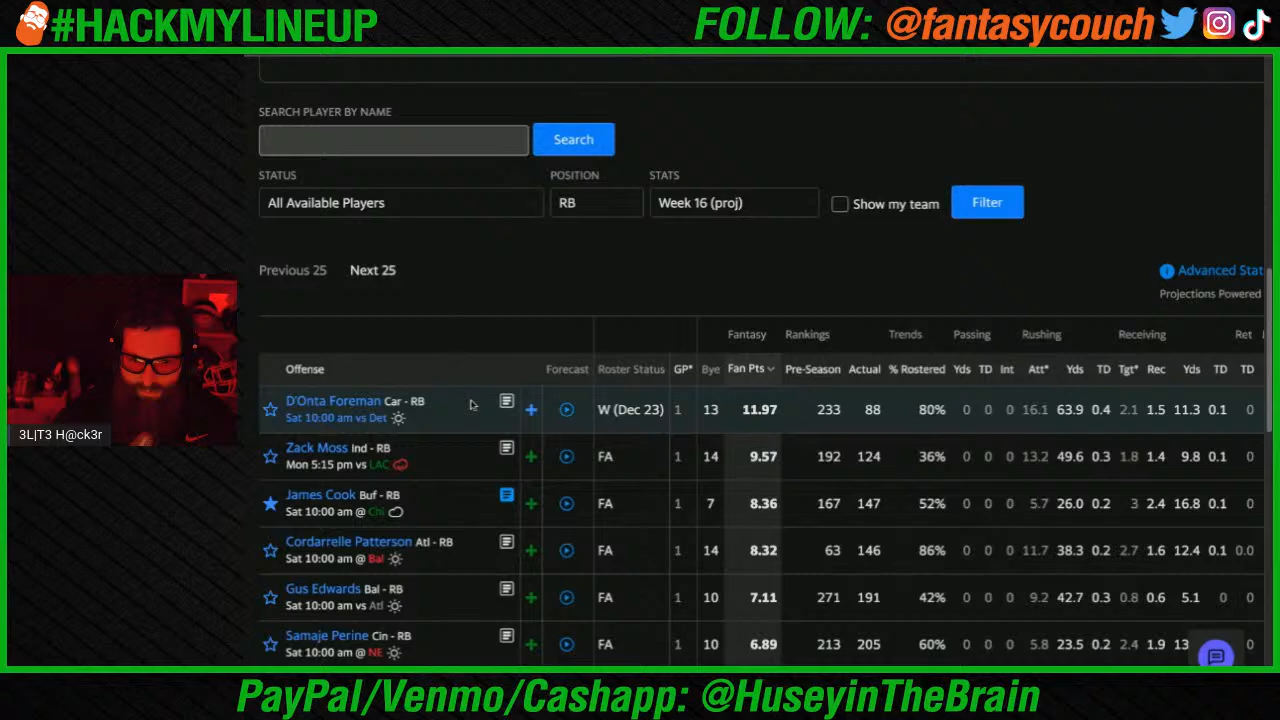 #HACKMYLINEUP
FOLLOW: @fantasycouch
SEARCH PLAYER BY NAME
Search
STATUS POSITION STATS
All Available Players RB Week 16 (proj) Show my team Filter
Previous 25 Next 25
Advanced Stat
Projections Powered
Fantasy Rankings Trends Passing Rushing Receiving Ret
Offense Forecast Roster Status GP* Bye Fan Pts Pre-Season Actual % Rostered Yds TD Int Att* Yds TD Tgt* Rec Yds TD TD
D'Onta Foreman Car - RB
Sat 10:00 am vs Det
W (Dec 23) 1 13 11.97 233 88 80% 0 0 0 16.1 63.9 0.4 2.1 1.5 11.3 0.1 0
3L|T3 H@ck3r
Zack Moss Ind - RB
Mon 5:15 pm vs LAC
FA 1 14 9.57 192 124 36% 0 0 0 13.2 49.6 0.3 1.8 1.4 9.8 0.1 0
James Cook Buf - RB
Sat 10:00 am @ Chi
FA 1 7 8.36 167 147 52% 0 0 0 5.7 26.0 0.2 3 2.4 16.8 0.1 0
Cordarrelle Patterson Atl - RB
Sat 10:00 am @ Bal
FA 1 14 8.32 63 146 86% 0 0 0 11.7 38.3 0.2 2.7 1.6 12.4 0.1 0.0
Gus Edwards Bal - RB
Sat 10:00 am vs Atl
FA 1 10 7.11 271 191 42% 0 0 0 9.2 42.7 0.3 0.8 0.6 5.1 0 0
Samaje Perine Cin - RB
Sat 10:00 am @ NE
FA 1 10 6.89 213 205 60% 0 0 0 5.8 23.5 0.2 2.4 1.9 13 0
PayPal/Venmo/Cashapp: @HuseyinTheBrain